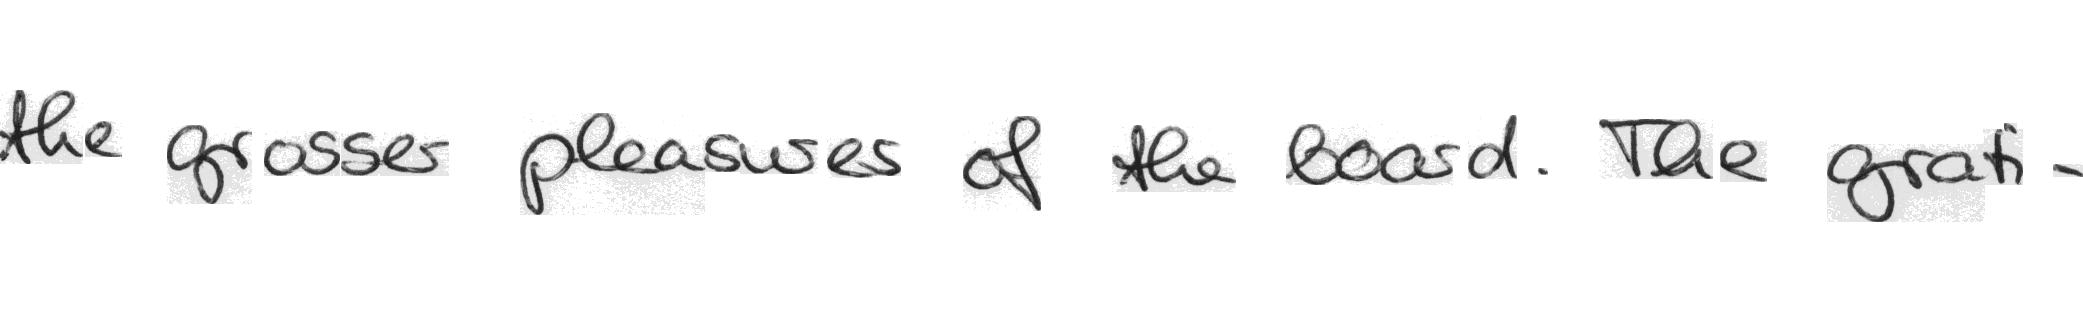 the grosser pleasures of the board. The grati-